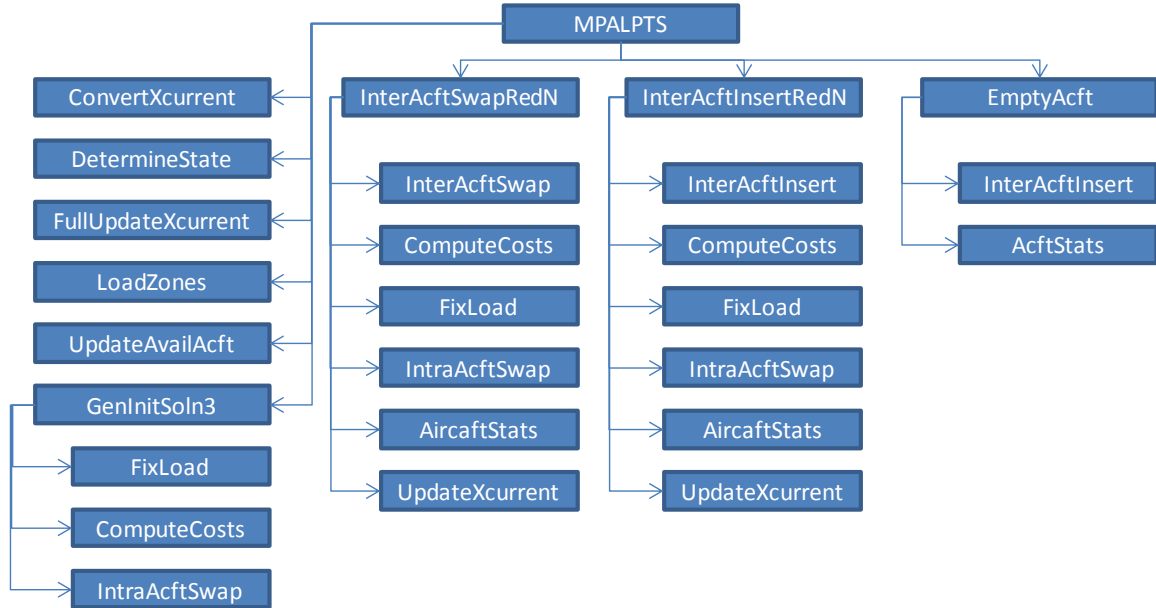 MPALPTS
ConvertXcurrent
DetermineState
FullUpdateXcurrent
LoadZones
UpdateAvailAcft
GenInitSoln3
FixLoad
ComputeCosts
IntraAcftSwap
InterAcftSwapRedN
InterAcftSwap
ComputeCosts
FixLoad
IntraAcftSwap
AircaftStats
UpdateXcurrent
InterAcftInsertRedN
InterAcftInsert
ComputeCosts
FixLoad
IntraAcftSwap
AircaftStats
UpdateXcurrent
EmptyAcft
InterAcftInsert
AcftStats